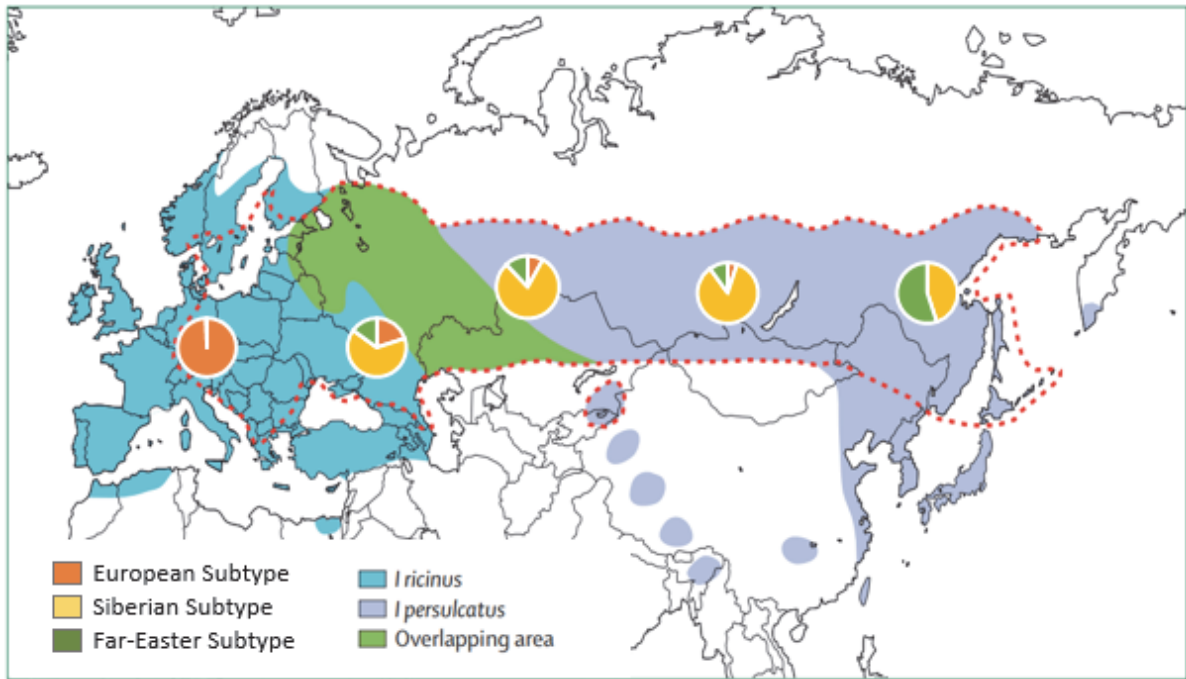 European Subtype
Siberian Subtype
Far-Easter Subtype
I ricinus
I persulcatus
Overlapping area